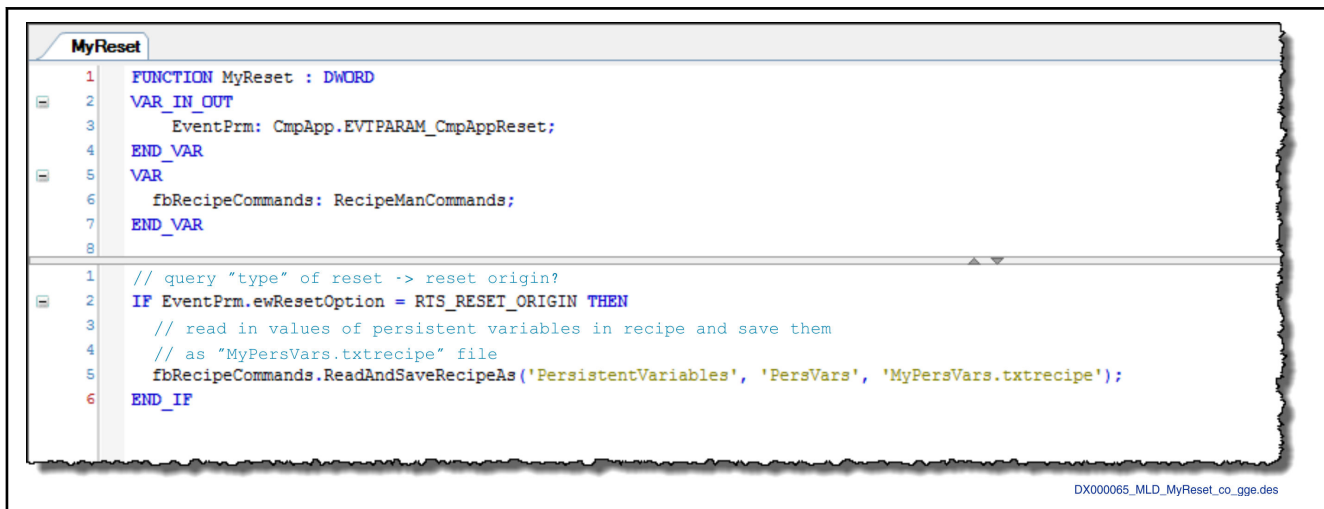 MyReset
1 FUNCTION MyReset : DWORD
2 VAR_IN_OUT
3 EventPrm: CmpApp.EVTPARAM_CmpAppReset;
4 END_VAR
5 VAR
6 fbRecipeCommands: RecipeManCommands;
7 END_VAR
8
1 // query "type" of reset -> reset origin?
2 IF EventPrm.ewResetOption = RTS_RESET_ORIGIN THEN
3 // read in values of persistent variables in recipe and save them
4 // as "MyPersVars.txtrecipe" file
5 fbRecipeCommands.ReadAndSaveRecipeAs('PersistentVariables', 'PersVars', 'MyPersVars.txtrecipe');
6 END_IF
DX000065_MLD_MyReset_co_gge.des